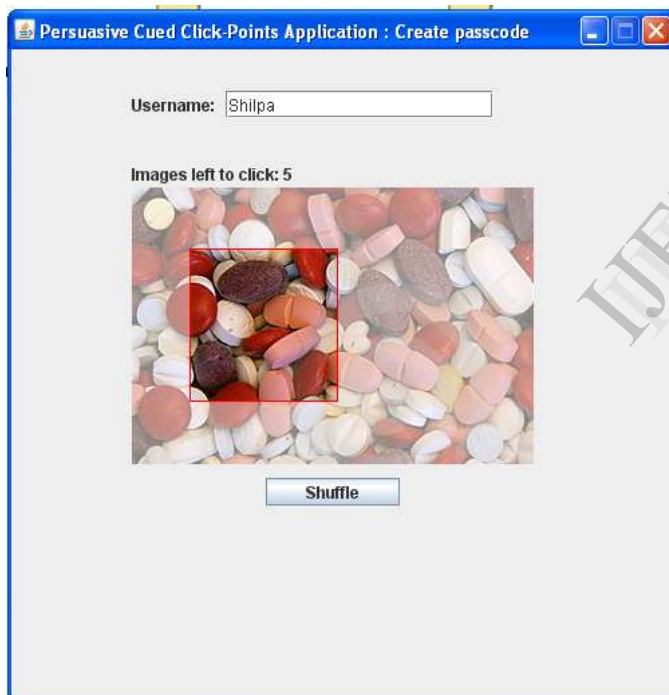 Persuasive Cued Click-Points Application : Create passcode
Username: Shilpa
Images left to click: 5
Shuffle